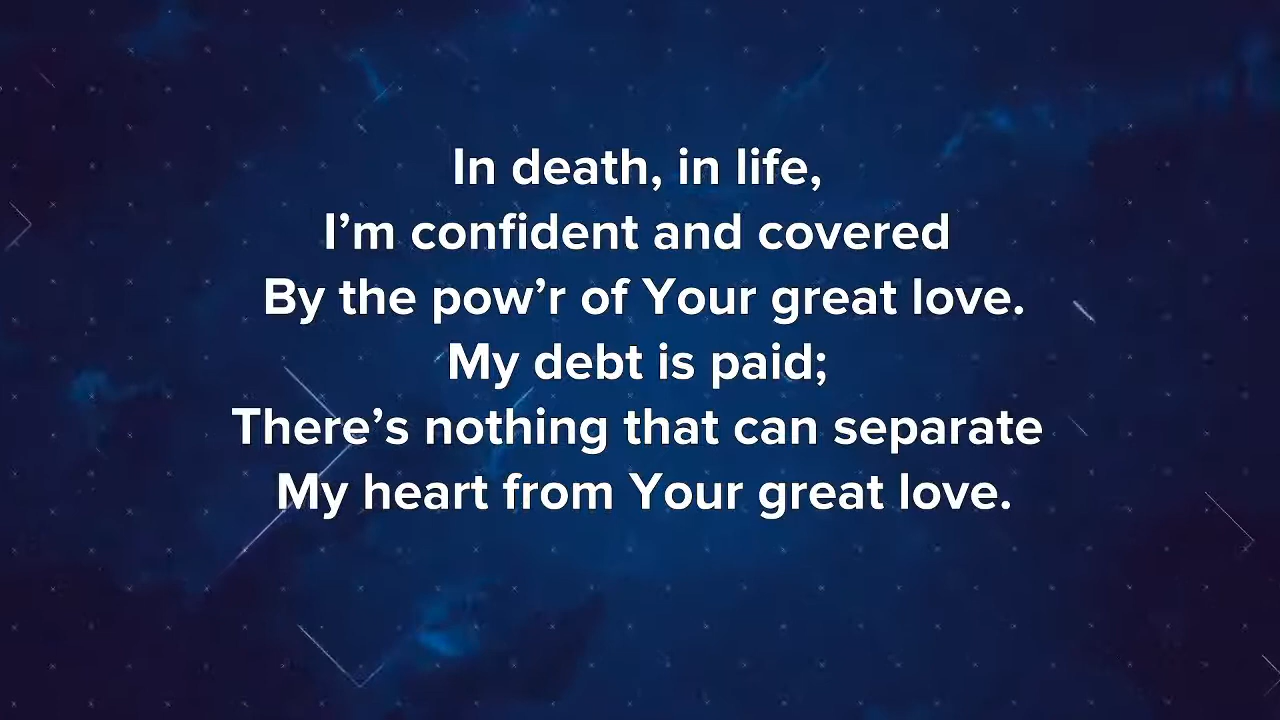 In death, in life,
I’m confident and covered
By the pow’r of Your great love.
My debt is paid;
There’s nothing that can separate
My heart from Your great love.